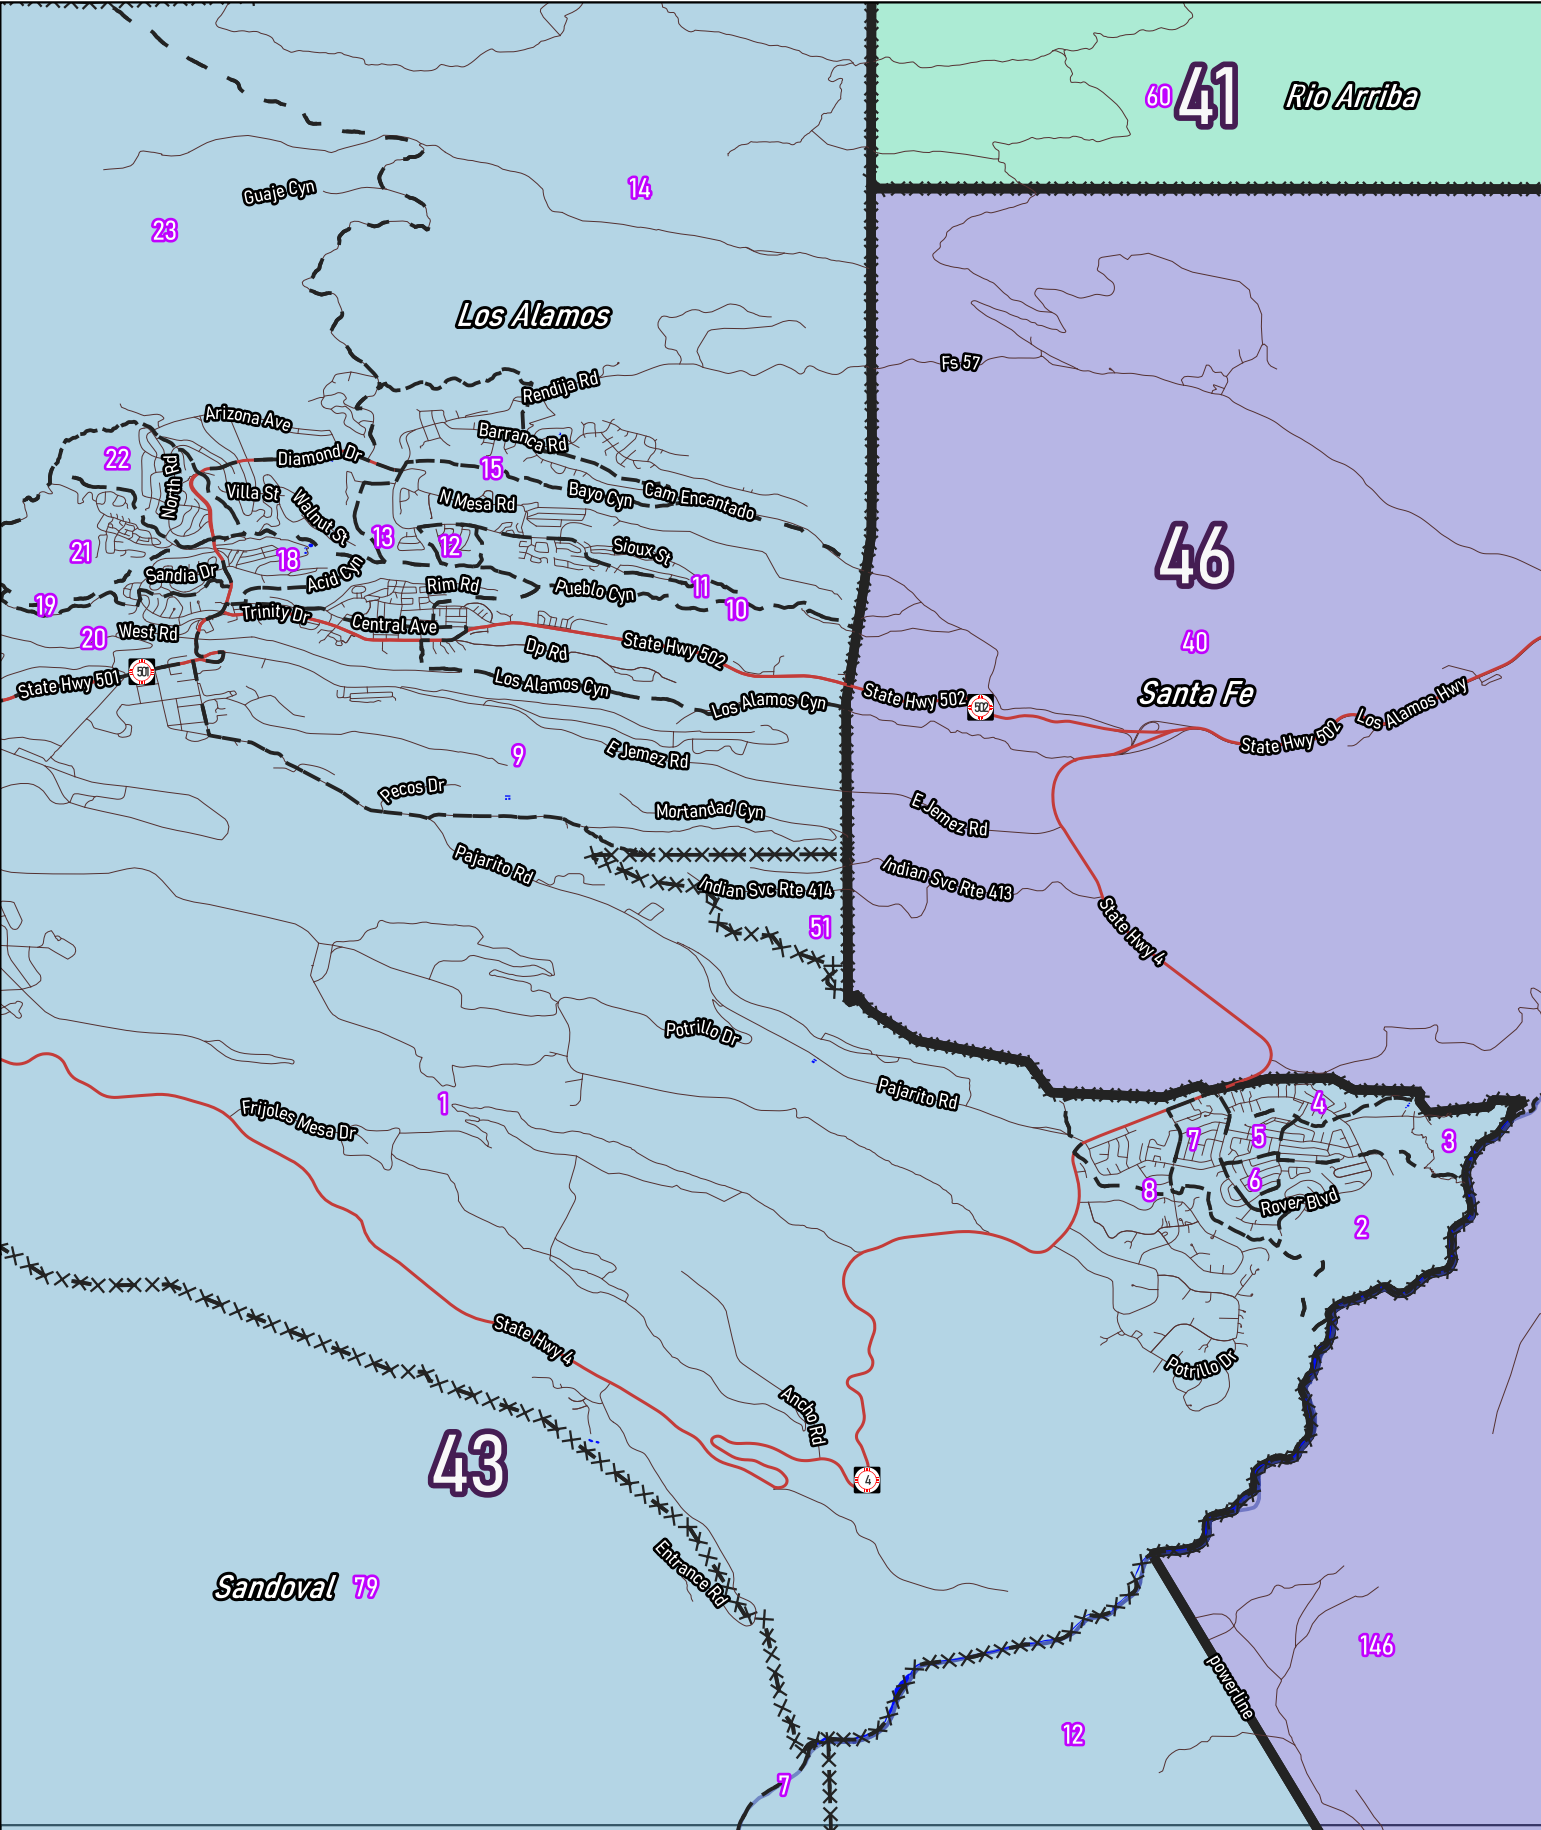 60
41
Rio Arriba
14
Guaje Cyn
23
Los Alamos
Fs 57
Rendija Rd
Arizona Ave
Barranca Rd
22
Diamond Dr
15
North Rd
Villa St
Walnut St
N Mesa Rd
Bayo Cyn
Cam Encantado
13
12
21
18
Sioux St
46
Sandia Dr
Acid Cyn
Rim Rd
Pueblo Cyn
11
10
19
20
West Rd
Trinity Dr
Central Ave
Dp Rd
State Hwy 502
40
State Hwy 501
501
Los Alamos Cyn
Los Alamos Cyn
State Hwy 502
502
Santa Fe
Los Alamos Hwy
State Hwy 502
9
E Jemez Rd
Pecos Dr
Mortandad Cyn
E Jemez Rd
Pajarito Rd
Indian Svc Rte 414
Indian Svc Rte 413
51
State Hwy 4
Potrillo Dr
1
Pajarito Rd
4
Frijoles Mesa Dr
7
5
3
8
6
Rover Blvd
2
State Hwy 4
Potrillo Dr
Ancho Rd
43
4
Entrance Rd
Sandoval
79
146
powerline
12
7